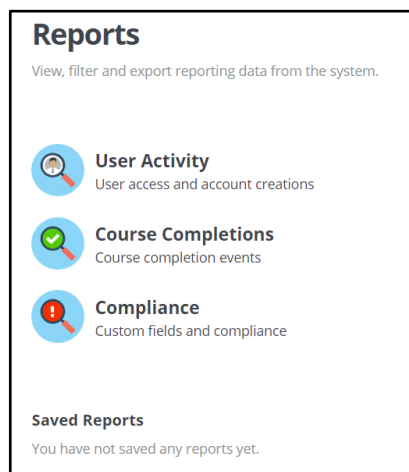 Reports
View, filter and export reporting data from the system.
User Activity
User access and account creations
Course Completions
Course completion events
Compliance
Custom fields and compliance
Saved Reports
You have not saved any reports yet.